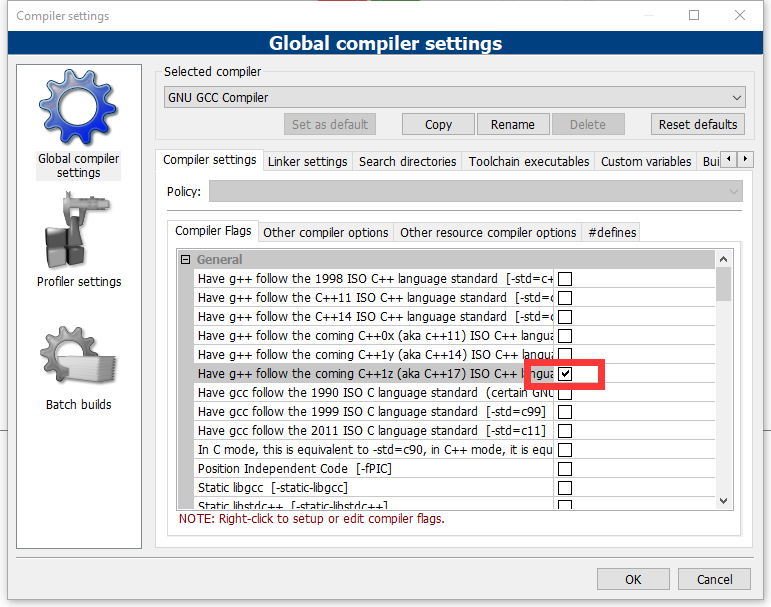 Compiler settings
Global compiler settings
Global compiler
settings
Profiler settings
Batch builds
Selected compiler
GNU GCC Compiler
Set as default
Copy
Rename
Delete
Reset defaults
Compiler settings
Linker settings
Search directories
Toolchain executables
Custom variables
Bui
Policy:
Compiler Flags
Other compiler options
Other resource compiler options
#defines
General
Have g++ follow the 1998 ISO C++ language standard [-std=c+
Have g++ follow the C++11 ISO C++ language standard [-std=c
Have g++ follow the C++14 ISO C++ language standard [-std=c
Have g++ follow the coming C++0x (aka c++11) ISO C++ langua
Have g++ follow the coming C++1y (aka C++14) ISO C++ langua
Have g++ follow the coming C++1z (aka C++17) ISO C++ langua
Have gcc follow the 1990 ISO C language standard (certain GNU
Have gcc follow the 1999 ISO C language standard [-std=c99]
Have gcc follow the 2011 ISO C language standard [-std=c11]
In C mode, this is equivalent to -std=c90, in C++ mode, it is equ
Position Independent Code [-fPIC]
Static libgcc [-static-libgcc]
Static libstdc++ [-static-libstdc++]
NOTE: Right-click to setup or edit compiler flags.
OK
Cancel